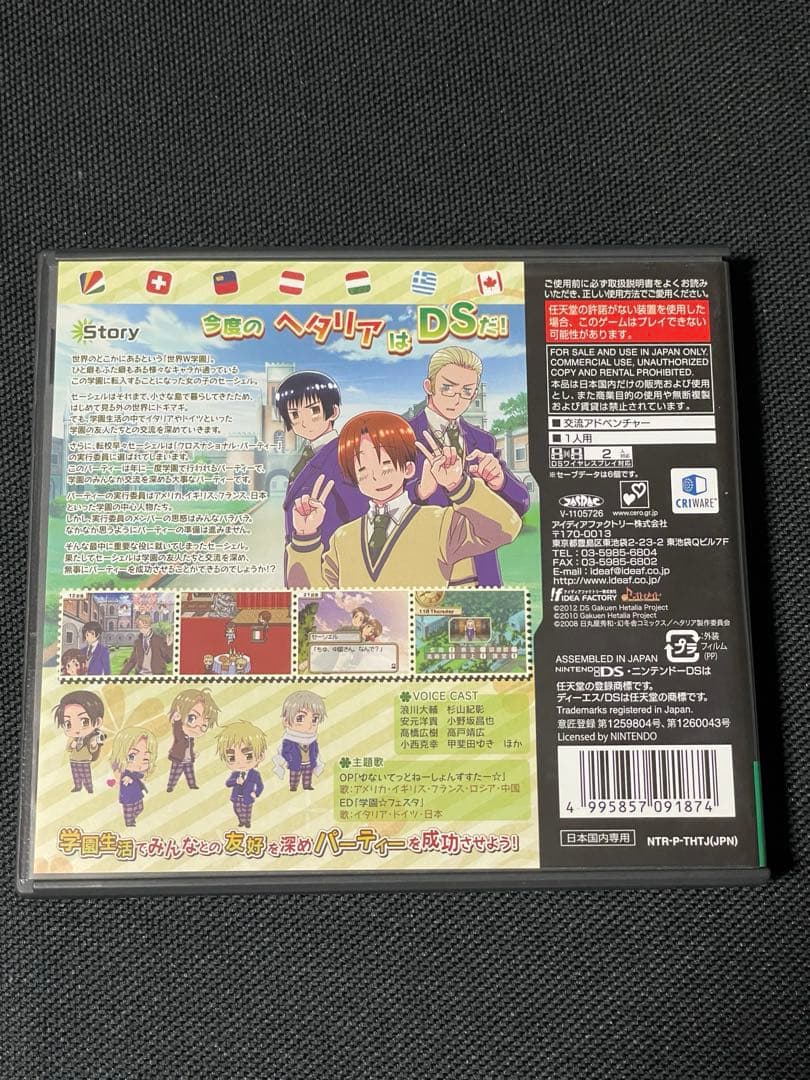 Story
今度の ヘタリア は DSだ!
世界のどこかにあるという「世界W学園」。
ひと癖もふた癖もある様々なキャラが通っている
この学園に転入することになった女の子のセーシェル。
セーシェルはそれまで、小さな島で暮らしてきたため、
はじめて見る外の世界にドギマギ。
でも、学園生活の中でイタリアやドイツといった
学園の友人たちとの交流を深めていきます。
さらに、転校早々セーシェルは「クロスナショナル・パーティー」
の実行委員に選ばれてしまいます。
このパーティーは年に一度学園で行われるパーティーで、
学園のみんなが交流を深める大事なパーティーです。
パーティーの実行委員はアメリカ、イギリス、フランス、日本
といった学園の中心人物たち。
しかし、実行委員のメンバーの思惑はみんなバラバラ。
なかなか思うようにパーティーの準備は進みません。
そんな最中に重要な役に就いてしまったセーシェル。
果たしてセーシェルは学園の友人たちと交流を深め、
無事にパーティーを成功させることができるのでしょうか!?
セーシェル
「ちゅ、中国さん。なんで?」
VOICE CAST
浪川大輔 杉山紀彰
安元洋貴 小野坂昌也
高橋広樹 高戸靖広
小西克幸 甲斐田ゆき ほか
主題歌
OP「ゆないてっどねーしょんすすたー☆」
歌:アメリカ・イギリス・フランス・ロシア・中国
ED「学園☆フェスタ」
歌:イタリア・ドイツ・日本
学園生活でみんなとの友好を深めパーティーを成功させよう!
ご使用前に必ず取扱説明書をよくお読み
いただき、正しい使用方法でご愛用ください。
任天堂の許諾がない装置を使用した
場合、このゲームはプレイできない
可能性があります。
FOR SALE AND USE IN JAPAN ONLY.
COMMERCIAL USE, UNAUTHORIZED
COPY AND RENTAL PROHIBITED.
本品は日本国内だけの販売および使用
とし、また商業目的の使用や無断複製
および賃貸は禁止されています。
交流アドベンチャー
1人用
2人対応
DSワイヤレスプレイ対応
※セーブデータは6個です。
JASRAC
V-1105726
www.cero.gr.jp
CRIWARE
アイディアファクトリー株式会社
〒170-0013
東京都豊島区東池袋2-23-2 東池袋Qビル7F
TEL : 03-5985-6804
FAX : 03-5985-6802
E-mail : ideaf@ideaf.co.jp
http://www.ideaf.co.jp/
アイディアファクトリー株式会社
IDEA FACTORY
©2012 DS Gakuen Hetalia Project
©2010 Gakuen Hetalia Project
©2008 日丸屋秀和・幻冬舎コミックス/ヘタリア製作委員会
プラ
:外装
フィルム
(PP)
ASSEMBLED IN JAPAN
NINTENDO DS・ニンテンドーDSは
任天堂の登録商標です。
ディーエス/DSは任天堂の商標です。
Trademarks registered in Japan.
意匠登録 第1259804号、第1260043号
Licensed by NINTENDO
4 995857 091874
日本国内専用
NTR-P-THTJ(JPN)